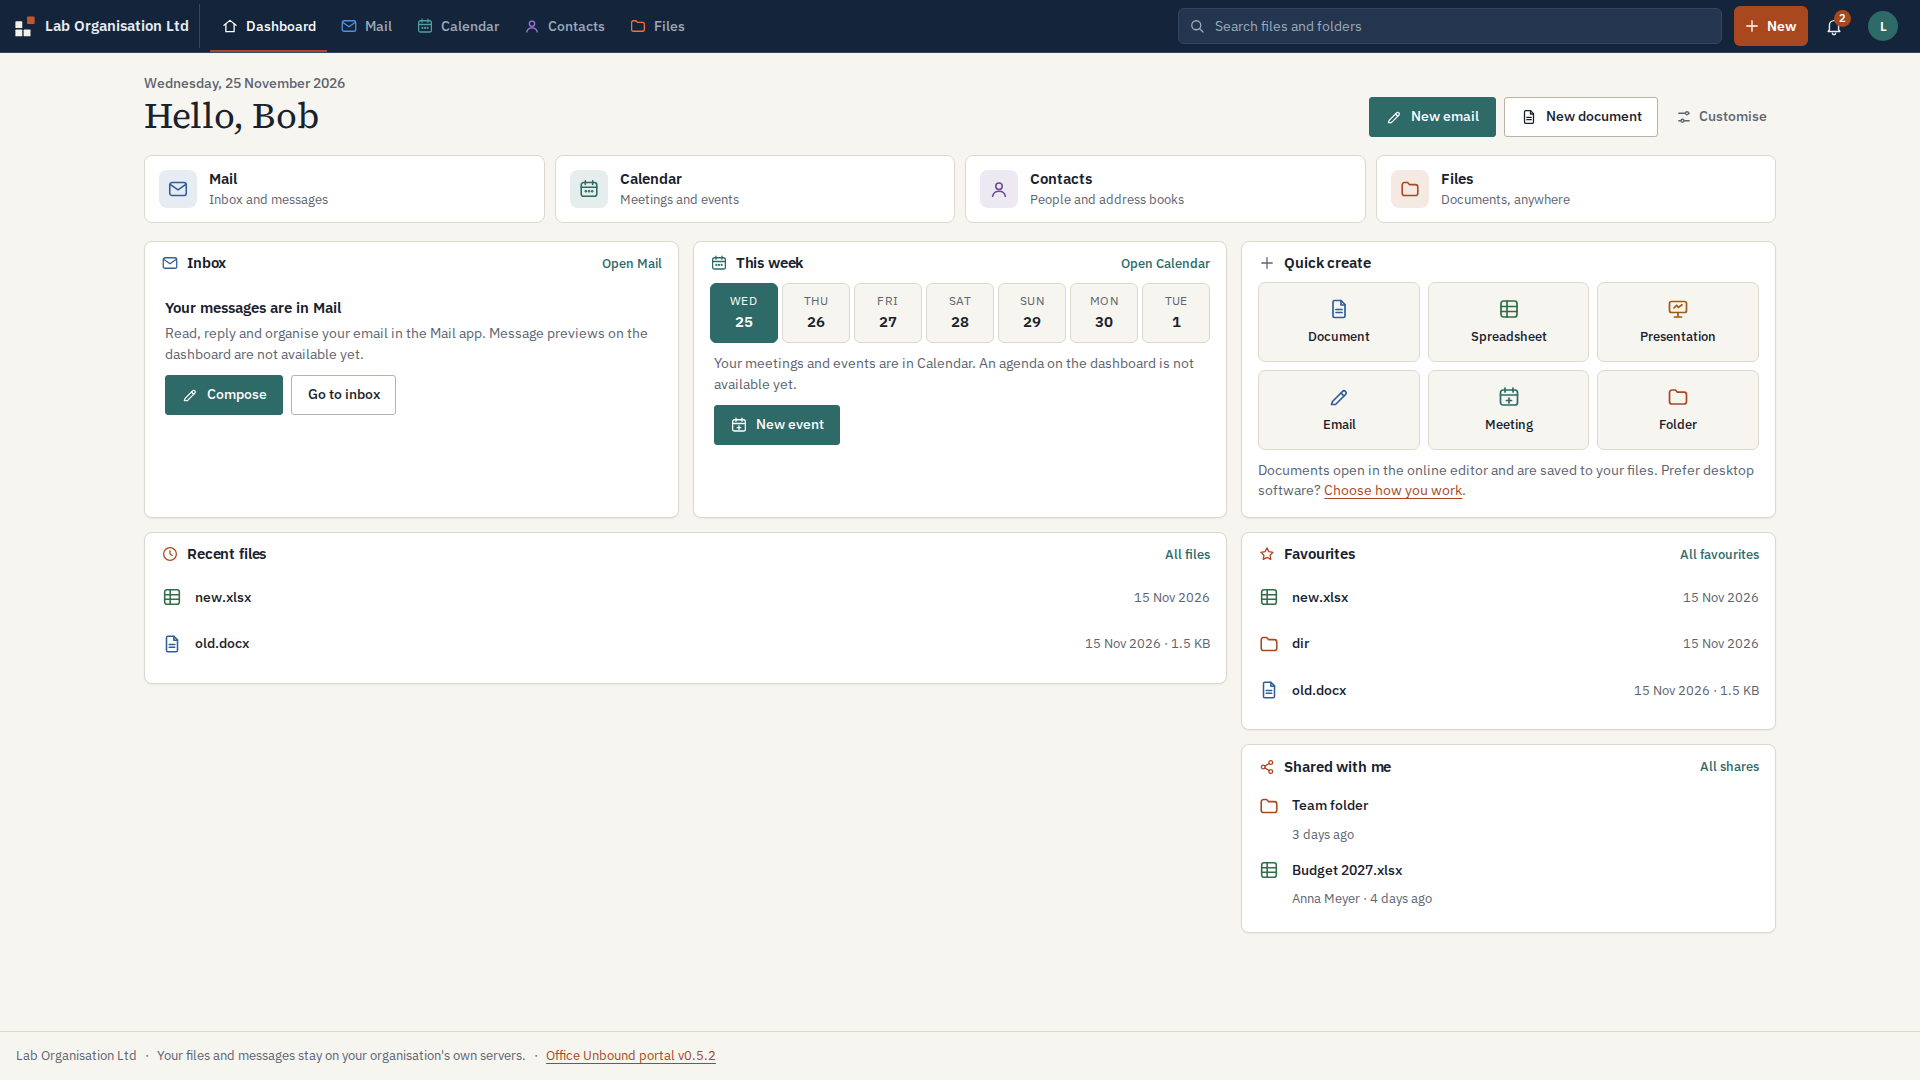 Lab Organisation Ltd
Dashboard
Mail
Calendar
Contacts
Files
Search files and folders
New
2
L
Wednesday, 25 November 2026
Hello, Bob
New email
New document
Customise
Mail
Inbox and messages
Calendar
Meetings and events
Contacts
People and address books
Files
Documents, anywhere
Inbox
Open Mail
Your messages are in Mail
Read, reply and organise your email in the Mail app. Message previews on the
dashboard are not available yet.
Compose
Go to inbox
This week
Open Calendar
WED
25
THU
26
FRI
27
SAT
28
SUN
29
MON
30
TUE
1
Your meetings and events are in Calendar. An agenda on the dashboard is not
available yet.
New event
Quick create
Document
Spreadsheet
Presentation
Email
Meeting
Folder
Documents open in the online editor and are saved to your files. Prefer desktop
software? Choose how you work.
Recent files
All files
new.xlsx
15 Nov 2026
old.docx
15 Nov 2026 · 1.5 KB
Favourites
All favourites
new.xlsx
15 Nov 2026
dir
15 Nov 2026
old.docx
15 Nov 2026 · 1.5 KB
Shared with me
All shares
Team folder
3 days ago
Budget 2027.xlsx
Anna Meyer · 4 days ago
Lab Organisation Ltd · Your files and messages stay on your organisation's own servers. · Office Unbound portal v0.5.2